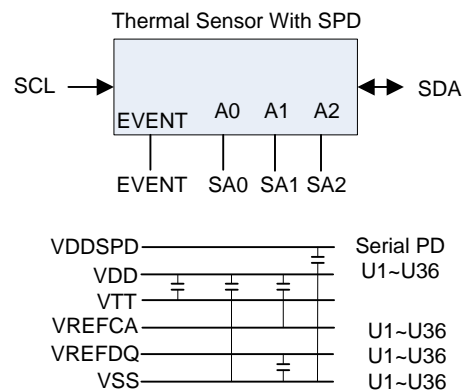 Thermal Sensor With SPD
SCL
SDA
EVENT A0 A1 A2
EVENT SA0 SA1 SA2
VDDSPD Serial PD
VDD U1~U36
VTT
VREFCA U1~U36
VREFDQ U1~U36
VSS U1~U36